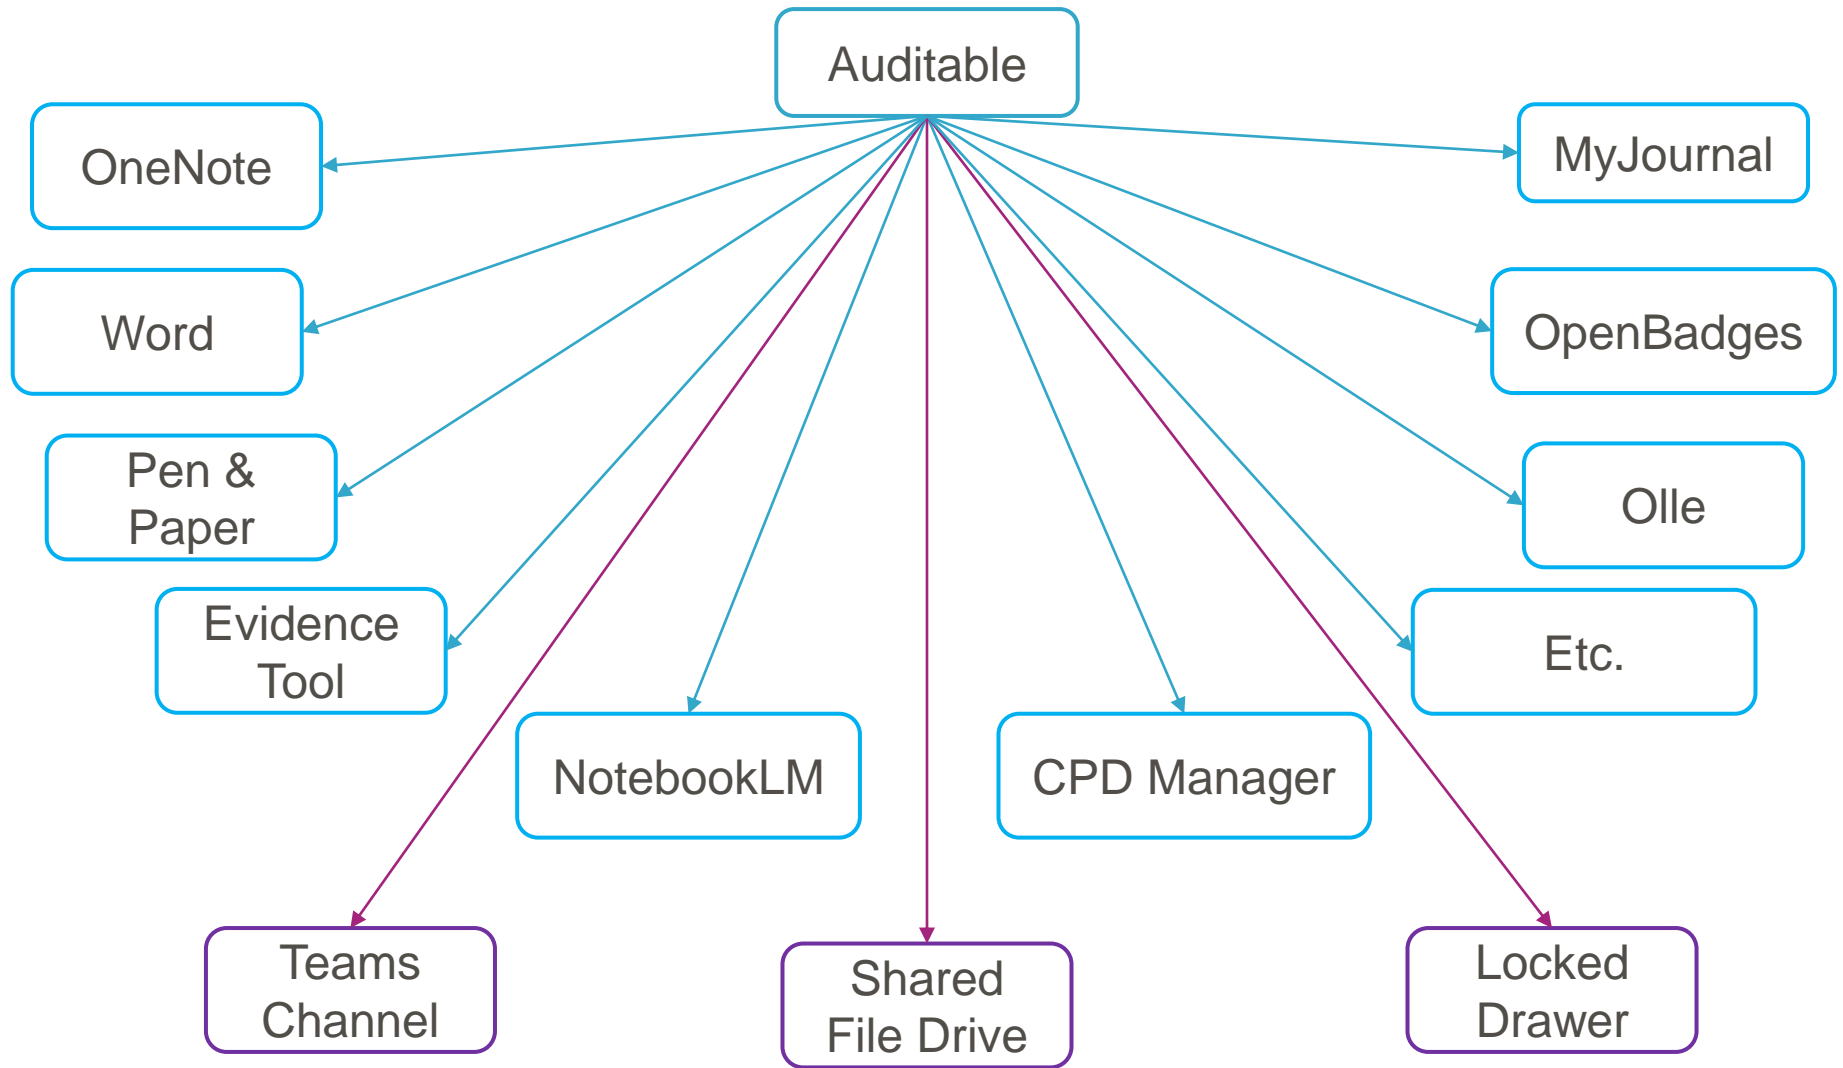 Auditable
OneNote
MyJournal
Word
OpenBadges
Pen &
Paper
Olle
Evidence
Tool
Etc.
NotebookLM
CPD Manager
Teams
Channel
Shared
File Drive
Locked
Drawer